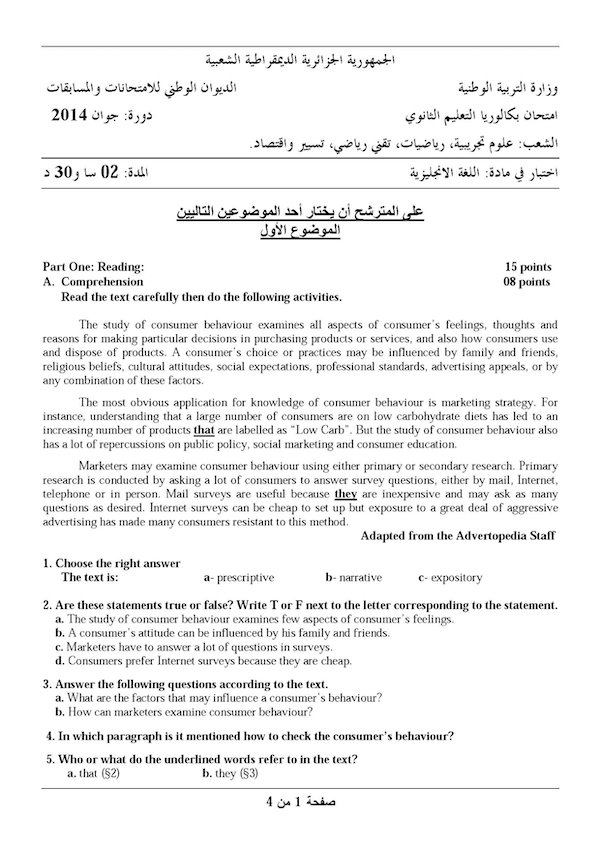 الجمهورية الجزائرية الديمقراطية الشعبية
وزارة التربية الوطنية الديوان الوطني للامتحانات والمسابقات
امتحان بكالوريا التعليم الثانوي دورة: جوان 2014
الشعب: علوم تجريبية، رياضيات، تقني رياضي، تسيير واقتصاد.
اختبار في مادة: اللغة الانجليزية المدة: 02 سا و30 د
على المترشح أن يختار أحد الموضوعين التاليين
الموضوع الأول
Part One: Reading: 15 points
A. Comprehension 08 points
Read the text carefully then do the following activities.
The study of consumer behaviour examines all aspects of consumer's feelings, thoughts and
reasons for making particular decisions in purchasing products or services, and also how consumers use
and dispose of products. A consumer's choice or practices may be influenced by family and friends,
religious beliefs, cultural attitudes, social expectations, professional standards, advertising appeals, or by
any combination of these factors.
The most obvious application for knowledge of consumer behaviour is marketing strategy. For
instance, understanding that a large number of consumers are on low carbohydrate diets has led to an
increasing number of products that are labelled as "Low Carb". But the study of consumer behaviour also
has a lot of repercussions on public policy, social marketing and consumer education.
Marketers may examine consumer behaviour using either primary or secondary research. Primary
research is conducted by asking a lot of consumers to answer survey questions, either by mail, Internet,
telephone or in person. Mail surveys are useful because they are inexpensive and may ask as many
questions as desired. Internet surveys can be cheap to set up but exposure to a great deal of aggressive
advertising has made many consumers resistant to this method.
Adapted from the Advertopedia Staff
1. Choose the right answer
The text is: a- prescriptive b- narrative c- expository
2. Are these statements true or false? Write T or F next to the letter corresponding to the statement.
a. The study of consumer behaviour examines few aspects of consumer's feelings.
b. A consumer's attitude can be influenced by his family and friends.
c. Marketers have to answer a lot of questions in surveys.
d. Consumers prefer Internet surveys because they are cheap.
3. Answer the following questions according to the text.
a. What are the factors that may influence a consumer's behaviour?
b. How can marketers examine consumer behaviour?
4. In which paragraph is it mentioned how to check the consumer's behaviour?
5. Who or what do the underlined words refer to in the text?
a. that (§2) b. they (§3)
صفحة 1 من 4